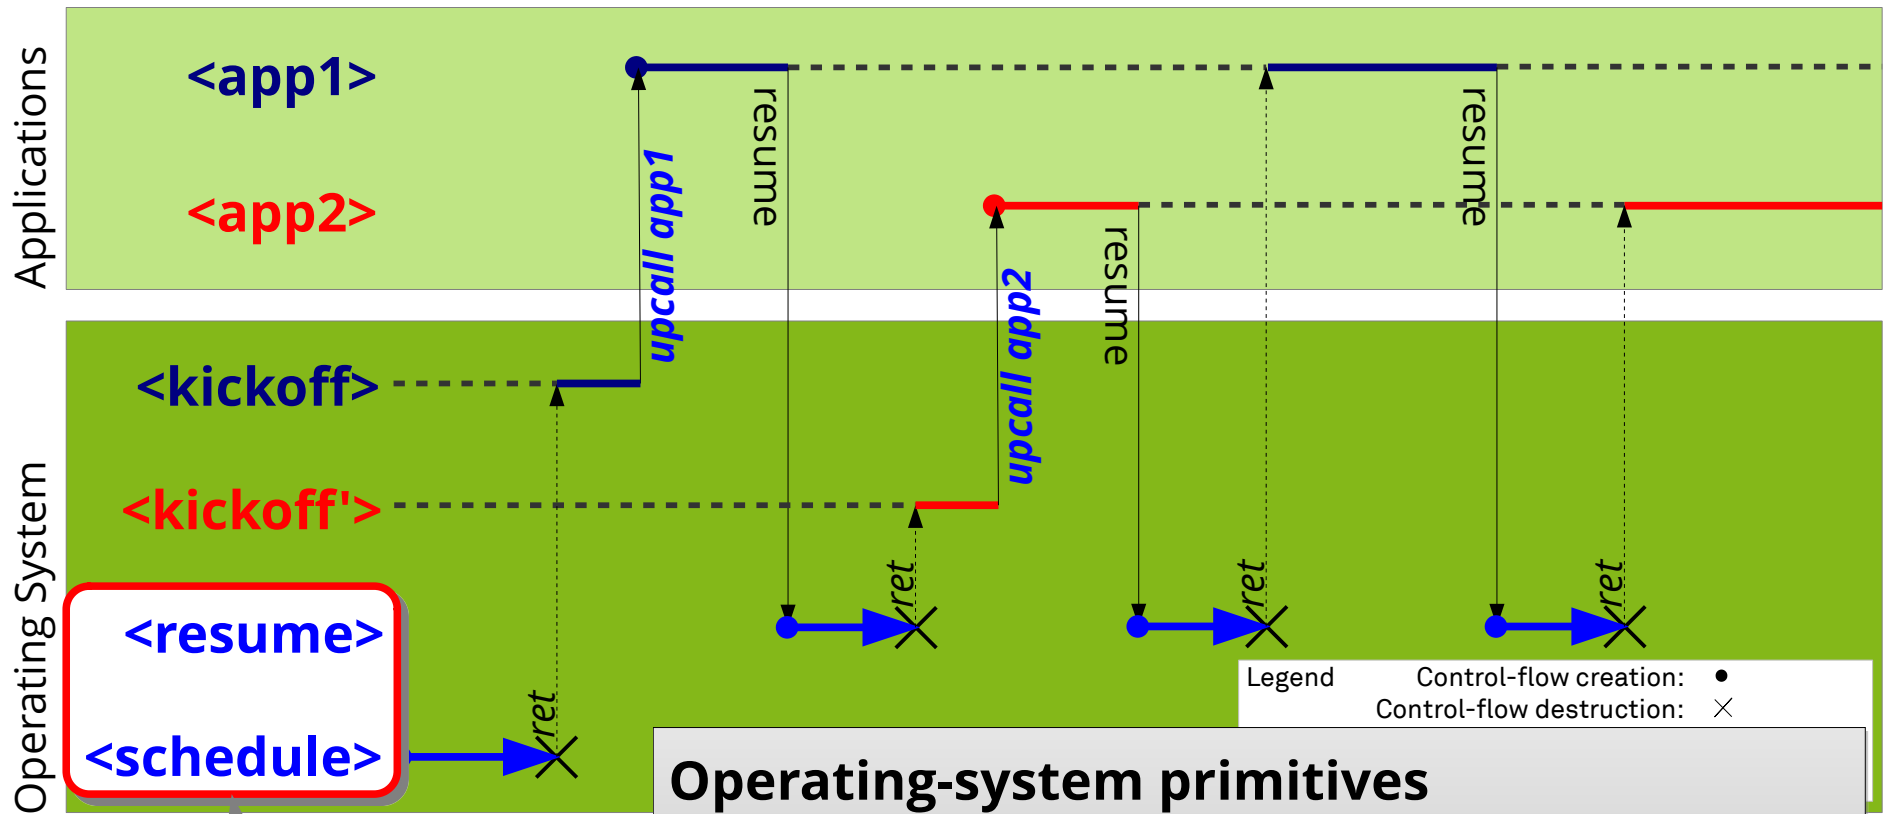 Applications
<app1>
<app2>
resume
upcall app1
upcall app2
resume
resume
Operating System
<kickoff>
<kickoff'>
<resume>
<schedule>
ret
ret
ret
ret
Legend
Control-flow creation:
Control-flow destruction:
Operating-system primitives